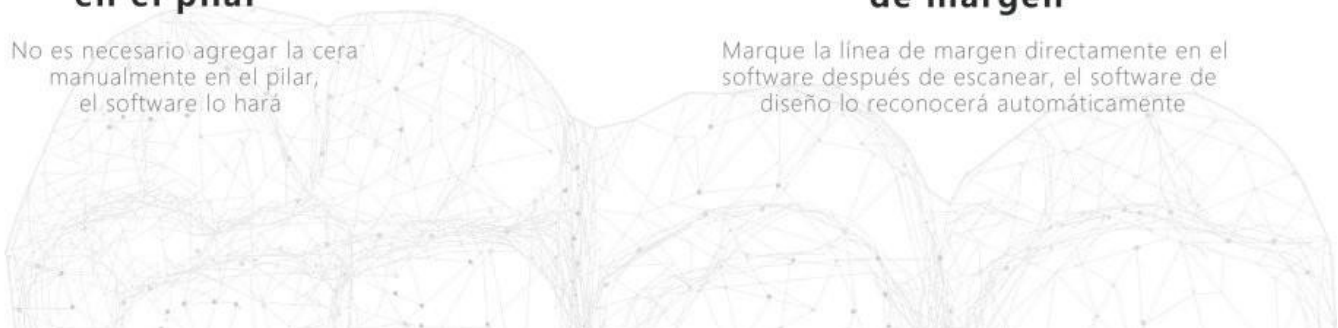 en el pilar
No es necesario agregar la cera
manualmente en el pilar,
el software lo hará
de margen
Marque la línea de margen directamente en el
software después de escanear, el software de
diseño lo reconocerá automáticamente